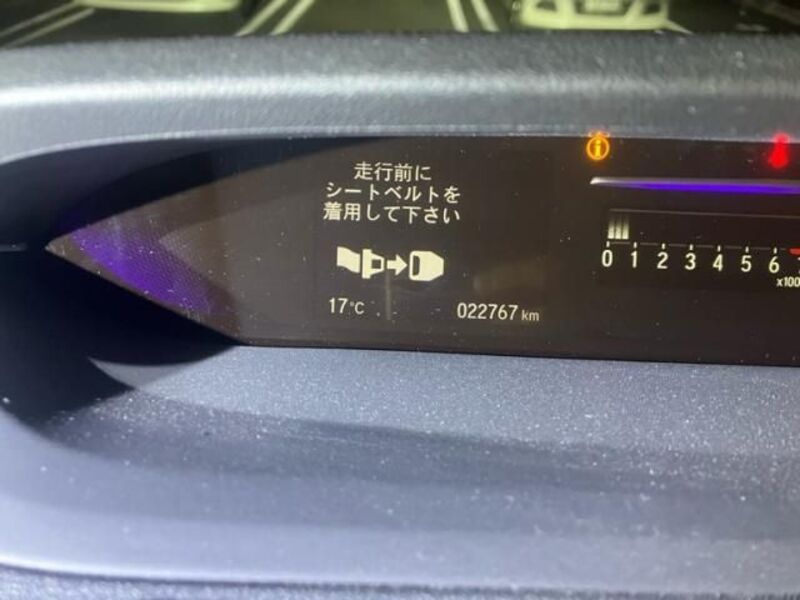 走行前に
シートベルトを
着用して下さい
17℃
022767 km
0 1 2 3 4 5 6
x100